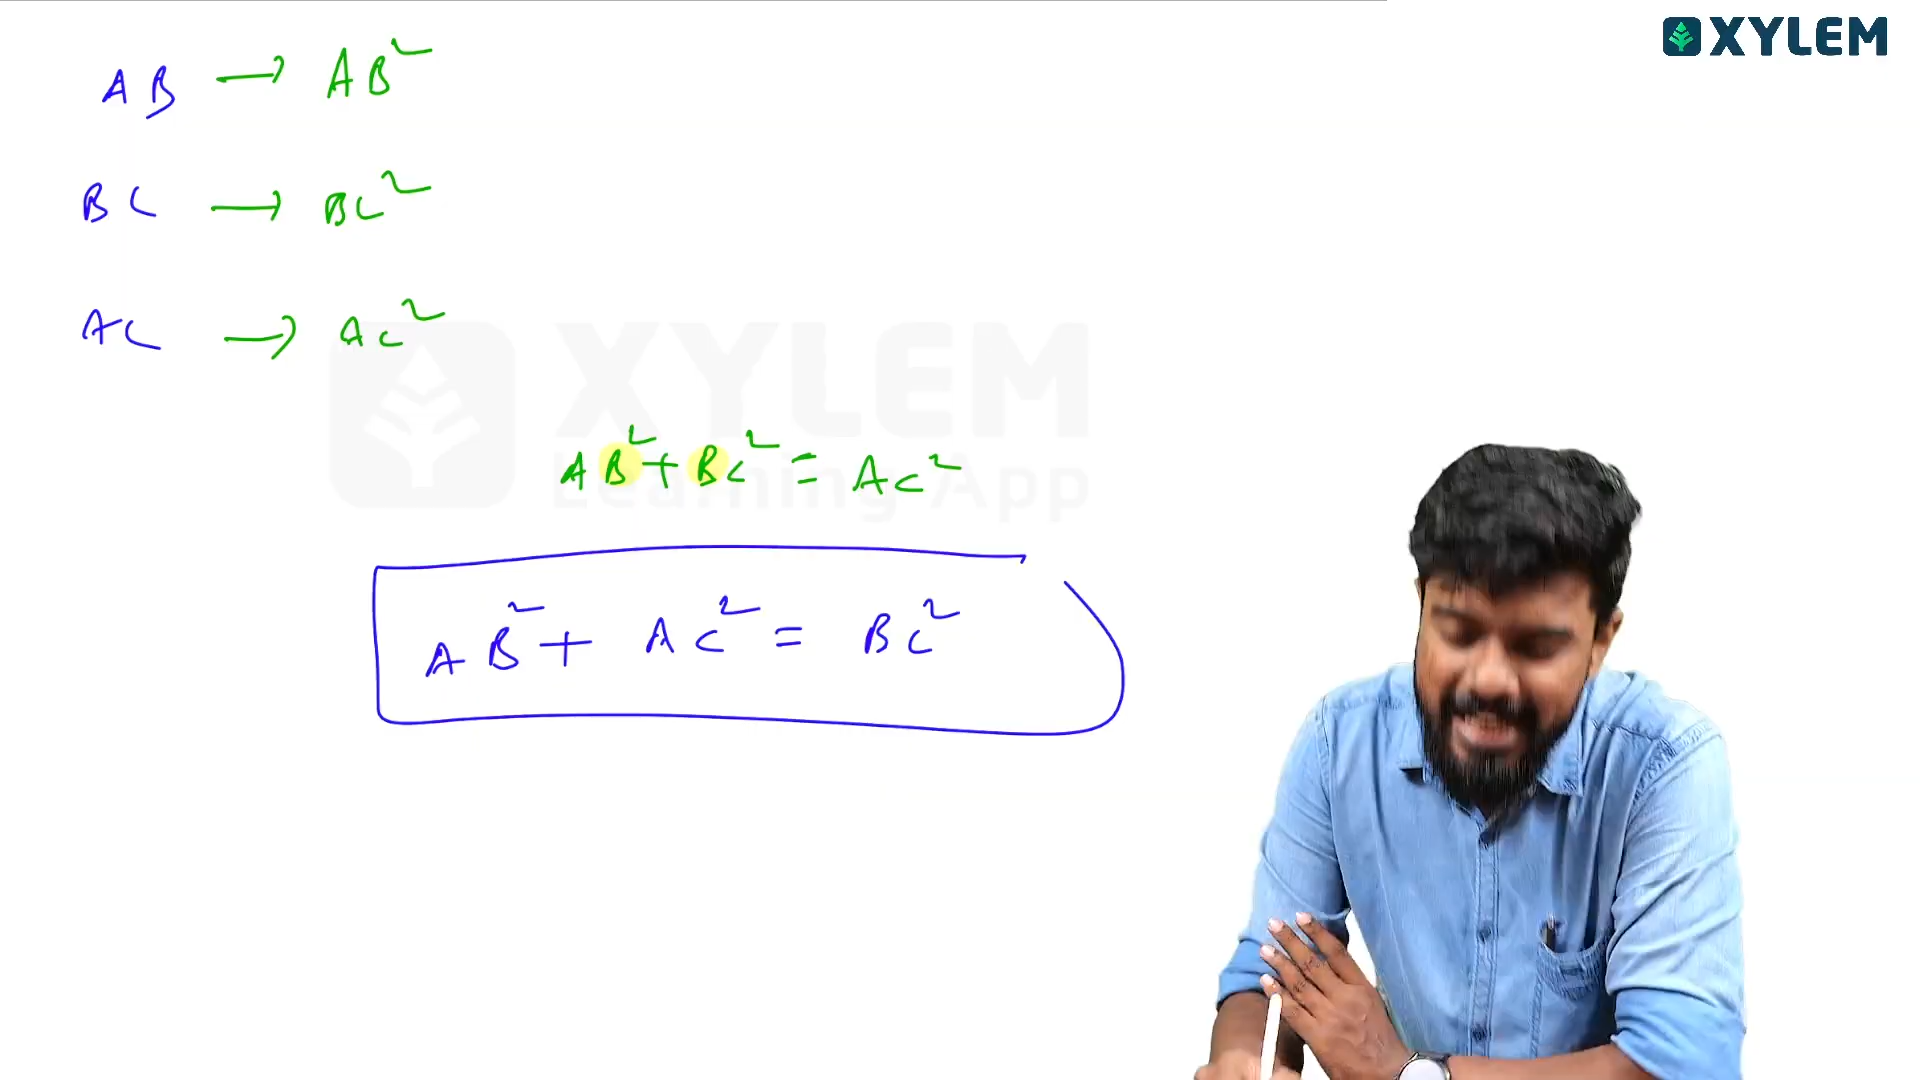 XYLEM
AB → AB²
BC → BC²
AC → AC²
XYLEM
Learning App
AB² + BC² = AC²
AB² + AC² = BC²